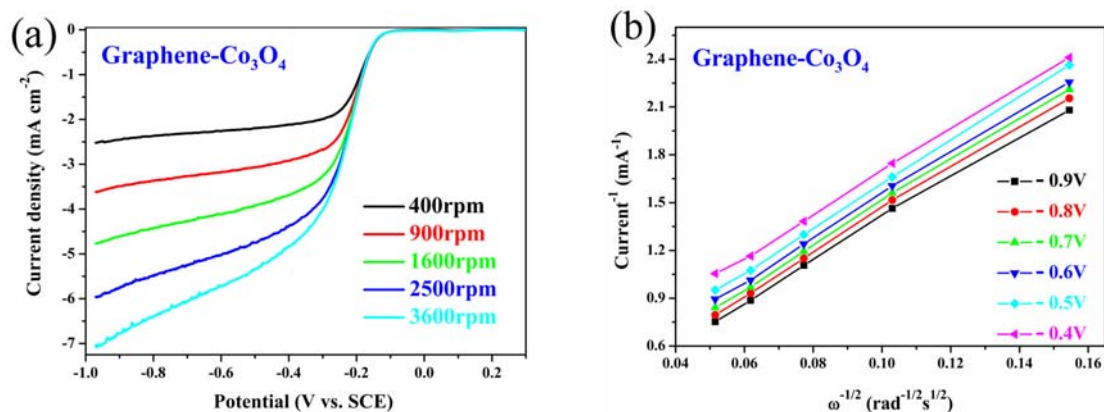 (a)
Graphene-Co₃O₄
0
-1
-2
-3
-4
-5
-6
-7
Current density (mA cm⁻²)
400rpm
900rpm
1600rpm
2500rpm
3600rpm
-1.0 -0.8 -0.6 -0.4 -0.2 0.0 0.2
Potential (V vs. SCE)
(b)
Graphene-Co₃O₄
2.4
2.1
1.8
1.5
1.2
0.9
0.6
Current⁻¹ (mA⁻¹)
- 0.9V
- 0.8V
- 0.7V
- 0.6V
- 0.5V
- 0.4V
0.04 0.06 0.08 0.10 0.12 0.14 0.16
ω⁻¹/² (rad⁻¹/²s¹/²)